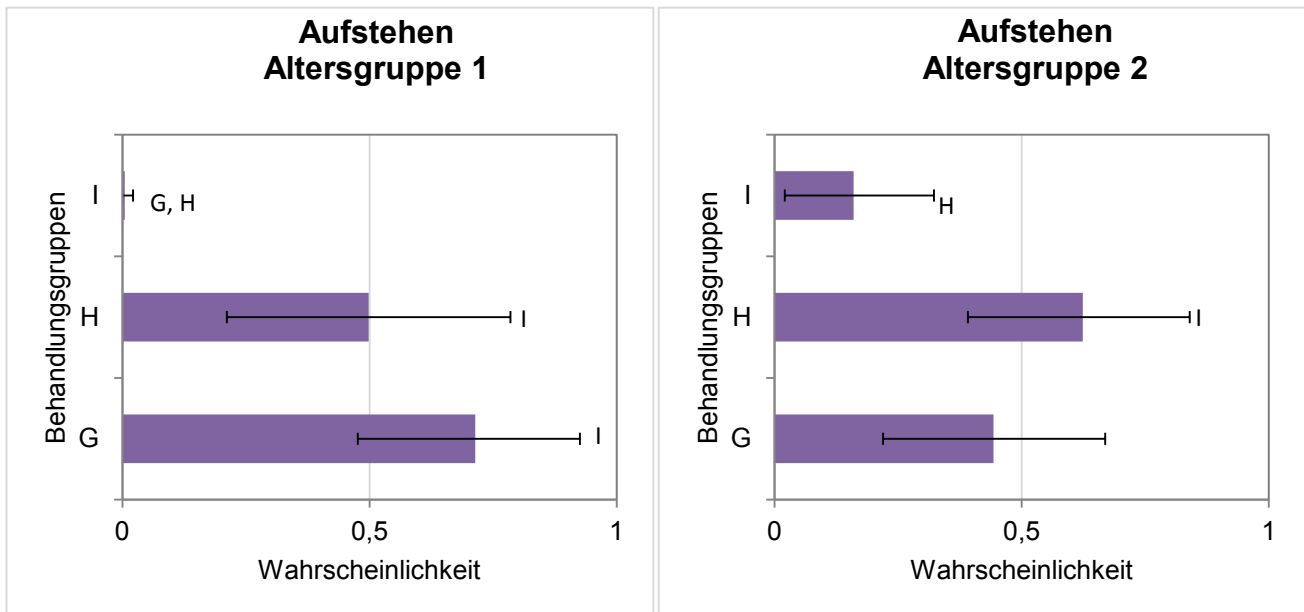 Aufstehen
Altersgruppe 1
Behandlungsgruppen
I
G, H
H
I
G
I
0
0,5
1
Wahrscheinlichkeit
Aufstehen
Altersgruppe 2
Behandlungsgruppen
I
H
H
I
G
0
0,5
1
Wahrscheinlichkeit